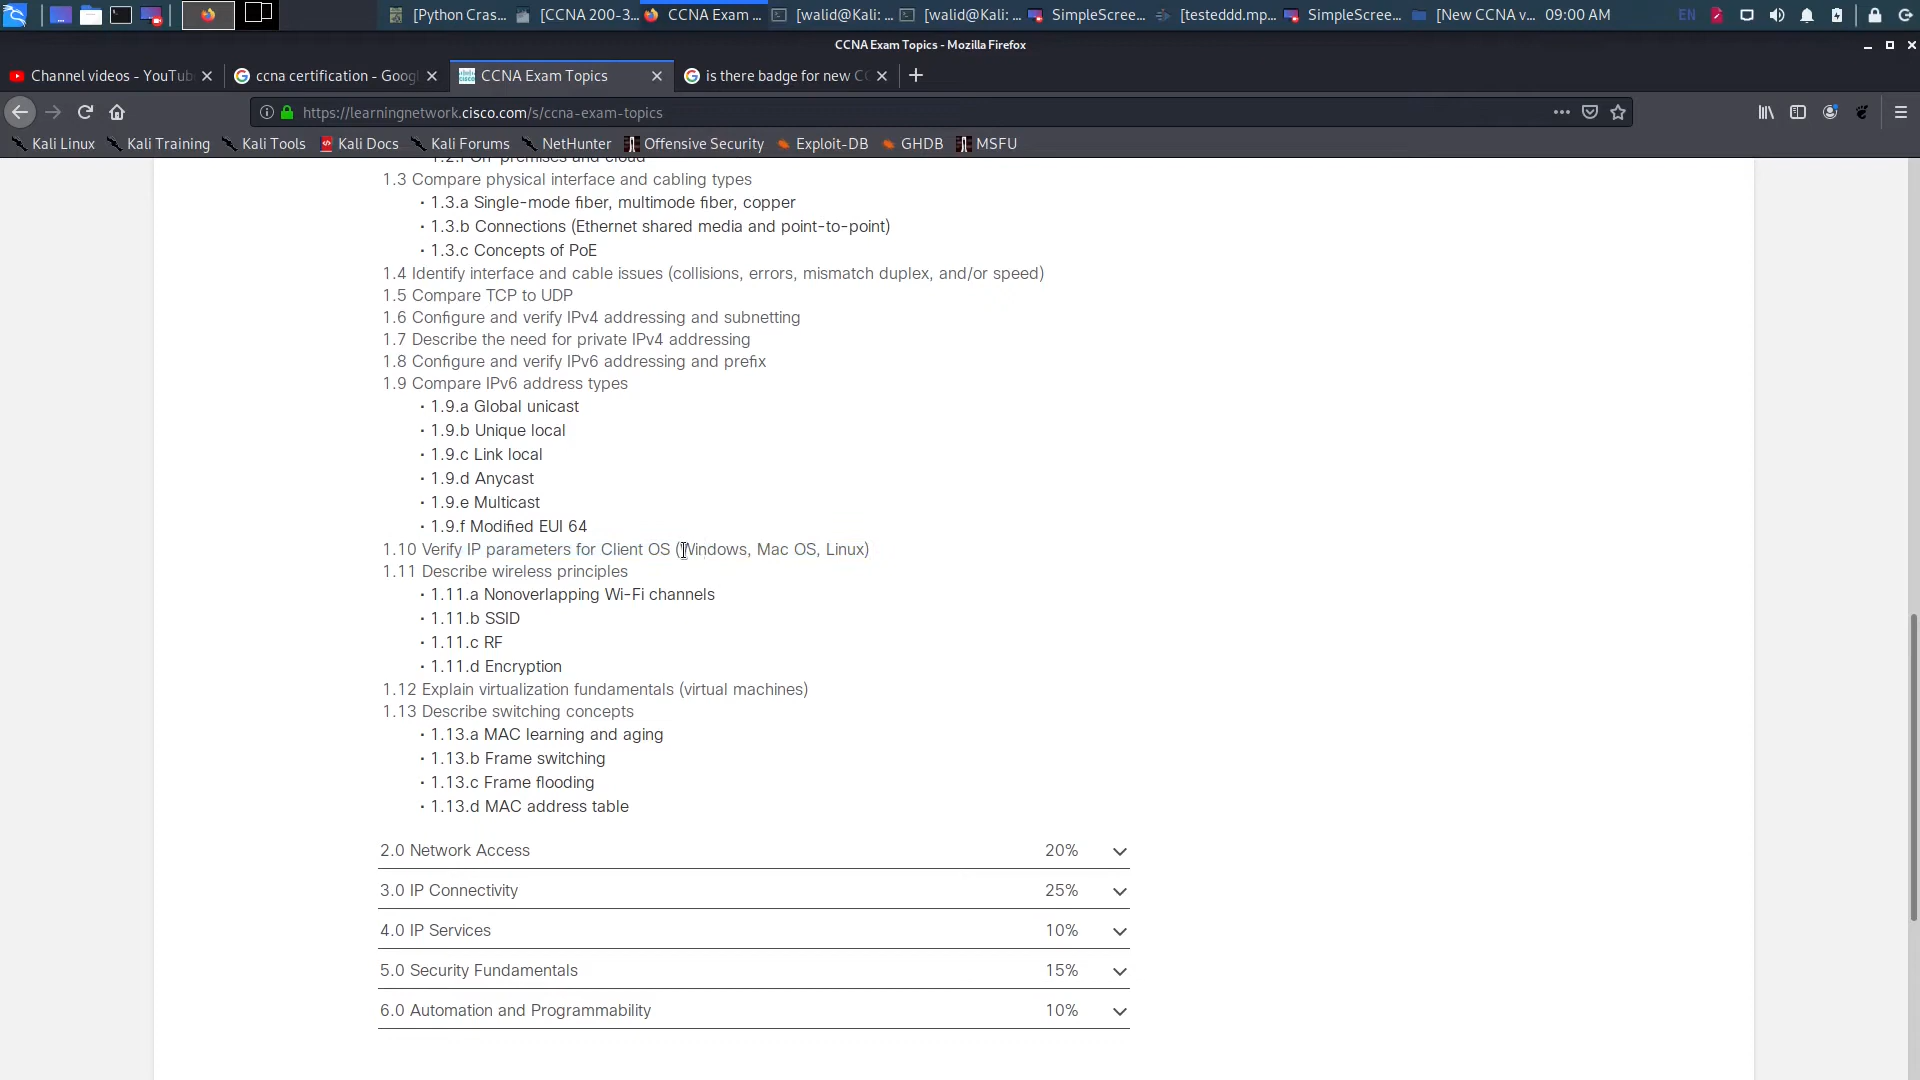 [Python Cras...
[CCNA 200-3...
CCNA Exam ...
[walid@Kali: ...
[walid@Kali: ...
SimpleScree...
[testeddd.mp...
SimpleScree...
[New CCNA v...
09:00 AM
EN
CCNA Exam Topics - Mozilla Firefox
Channel videos - YouTub
ccna certification - Goog
CCNA Exam Topics
is there badge for new CC
https://learningnetwork.cisco.com/s/ccna-exam-topics
Kali Linux
Kali Training
Kali Tools
Kali Docs
Kali Forums
NetHunter
Offensive Security
Exploit-DB
GHDB
MSFU
1.2.f On-premises and cloud
1.3 Compare physical interface and cabling types
• 1.3.a Single-mode fiber, multimode fiber, copper
• 1.3.b Connections (Ethernet shared media and point-to-point)
• 1.3.c Concepts of PoE
1.4 Identify interface and cable issues (collisions, errors, mismatch duplex, and/or speed)
1.5 Compare TCP to UDP
1.6 Configure and verify IPv4 addressing and subnetting
1.7 Describe the need for private IPv4 addressing
1.8 Configure and verify IPv6 addressing and prefix
1.9 Compare IPv6 address types
• 1.9.a Global unicast
• 1.9.b Unique local
• 1.9.c Link local
• 1.9.d Anycast
• 1.9.e Multicast
• 1.9.f Modified EUI 64
1.10 Verify IP parameters for Client OS (Windows, Mac OS, Linux)
1.11 Describe wireless principles
• 1.11.a Nonoverlapping Wi-Fi channels
• 1.11.b SSID
• 1.11.c RF
• 1.11.d Encryption
1.12 Explain virtualization fundamentals (virtual machines)
1.13 Describe switching concepts
• 1.13.a MAC learning and aging
• 1.13.b Frame switching
• 1.13.c Frame flooding
• 1.13.d MAC address table
2.0 Network Access 20%
3.0 IP Connectivity 25%
4.0 IP Services 10%
5.0 Security Fundamentals 15%
6.0 Automation and Programmability 10%